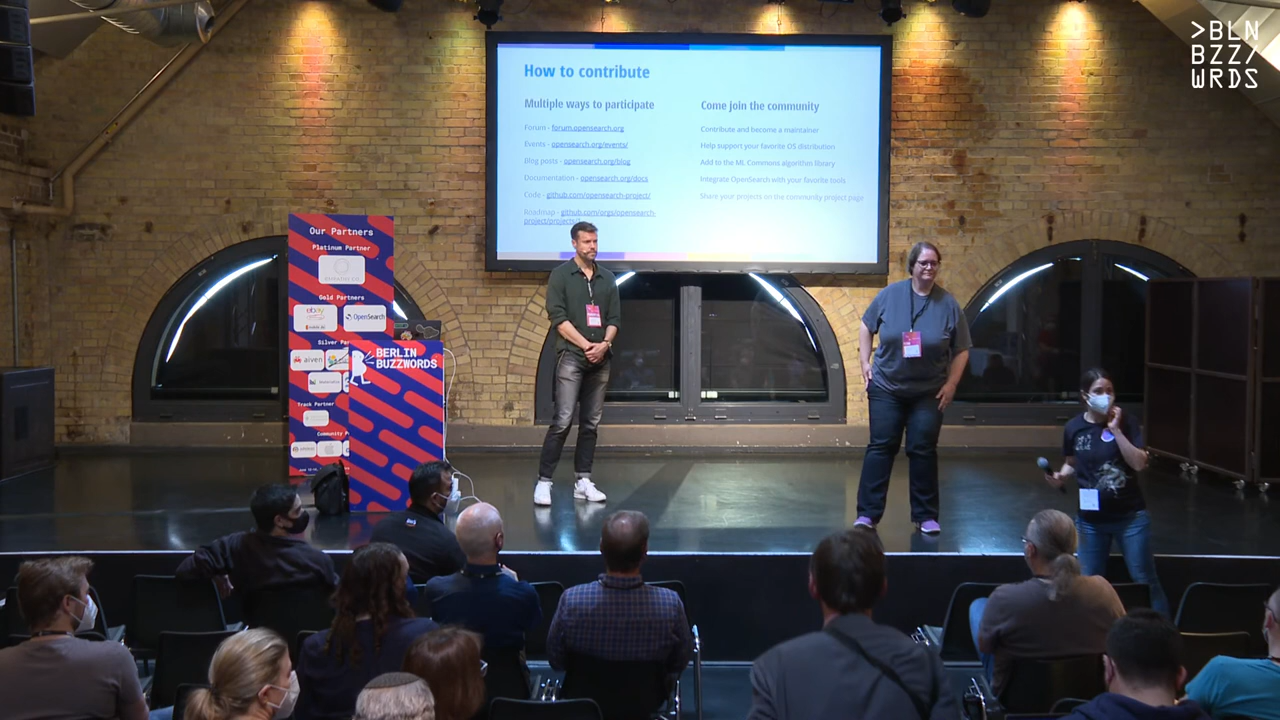 >BLN
BZZ/
WRDS
How to contribute
Multiple ways to participate
Forum - forum.opensearch.org
Events - opensearch.org/events/
Blog posts - opensearch.org/blog
Documentation - opensearch.org/docs
Code - github.com/opensearch-project/
Roadmap - github.com/orgs/opensearch-
project/projects/1
Come join the community
Contribute and become a maintainer
Help support your favorite OS distribution
Add to the ML Commons algorithm library
Integrate OpenSearch with your favorite tools
Share your projects on the community project page
Our Partners
Platinum Partner
Gold Partners
ebay
OpenSearch
Silver Pa
aiven
Track Partner
Community P
BERLIN
BUZZWORDS
aws